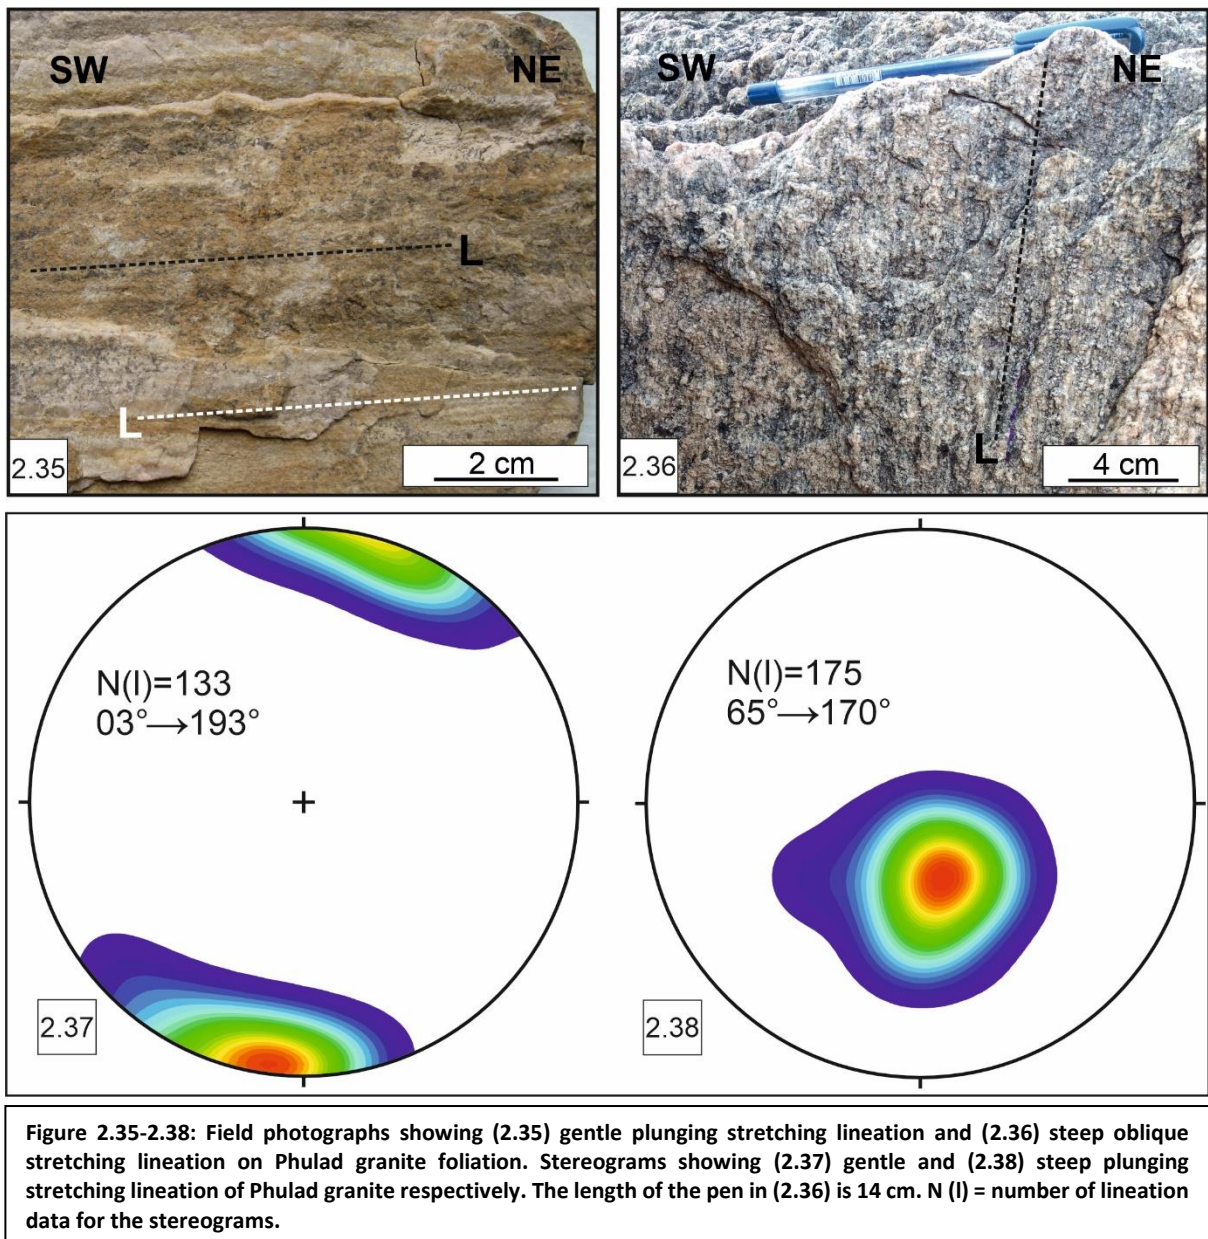 SW NE
L
L
2.35
2 cm
SW NE
L
2.36
4 cm
N(l)=133
03°→193°
2.37
N(l)=175
65°→170°
2.38
Figure 2.35-2.38: Field photographs showing (2.35) gentle plunging stretching lineation and (2.36) steep oblique
stretching lineation on Phulad granite foliation. Stereograms showing (2.37) gentle and (2.38) steep plunging
stretching lineation of Phulad granite respectively. The length of the pen in (2.36) is 14 cm. N (l) = number of lineation
data for the stereograms.